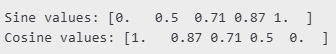 Sine values: [0.   0.5  0.71 0.87 1.  ]
Cosine values: [1.   0.87 0.71 0.5  0.  ]